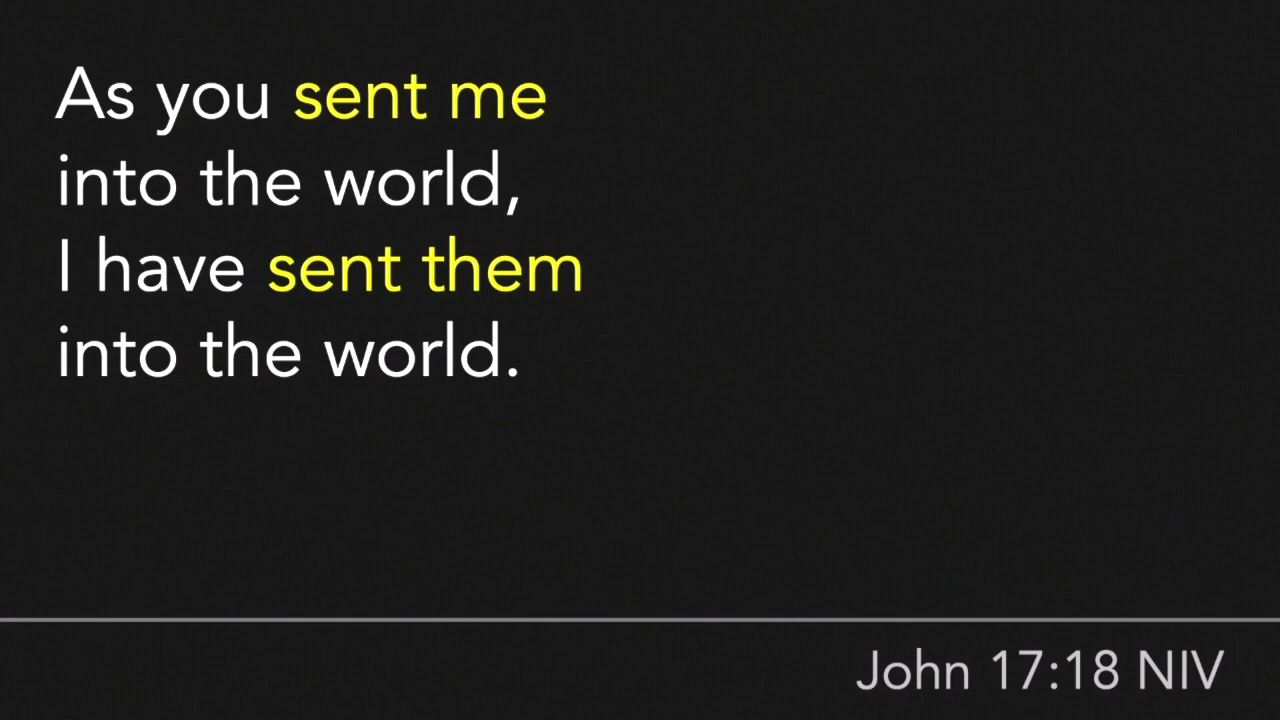 As you sent me
into the world,
I have sent them
into the world.
John 17:18 NIV